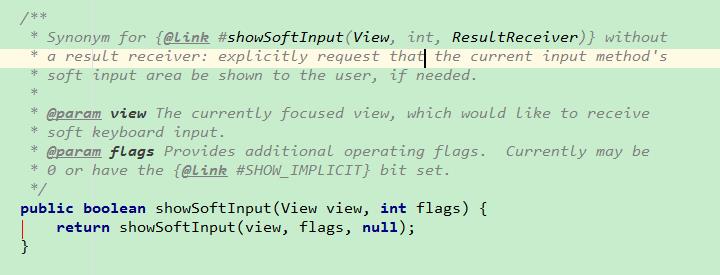 /**
* Synonym for {@link #showSoftInput(View, int, ResultReceiver)} without
* a result receiver: explicitly request that the current input method's
* soft input area be shown to the user, if needed.
*
* @param view The currently focused view, which would like to receive
* soft keyboard input.
* @param flags Provides additional operating flags.  Currently may be
* 0 or have the {@link #SHOW_IMPLICIT} bit set.
*/
public boolean showSoftInput(View view, int flags) {
    return showSoftInput(view, flags, null);
}